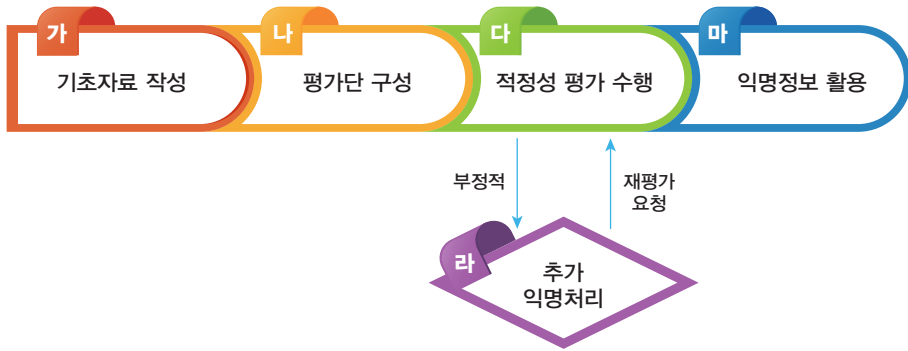 가
기초자료 작성
나
평가단 구성
다
적정성 평가 수행
마
익명정보 활용
부정적
재평가
요청
라
추가
익명처리